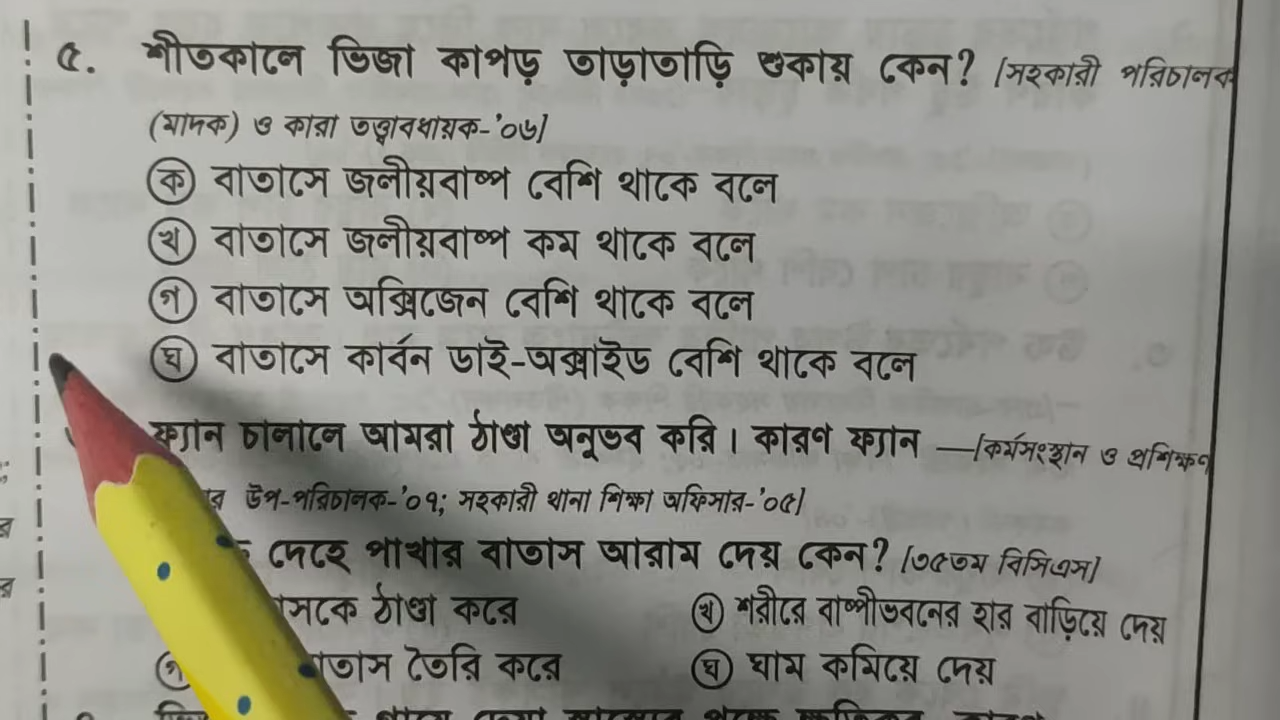 ৫. শীতকালে ভিজা কাপড় তাড়াতাড়ি শুকায় কেন? [সহকারী পরিচালক
(মাদক) ও কারা তত্ত্বাবধায়ক-'০৬]
ক বাতাসে জলীয়বাষ্প বেশি থাকে বলে
খ বাতাসে জলীয়বাষ্প কম থাকে বলে
গ বাতাসে অক্সিজেন বেশি থাকে বলে
ঘ বাতাসে কার্বন ডাই-অক্সাইড বেশি থাকে বলে
ফ্যান চালালে আমরা ঠাণ্ডা অনুভব করি। কারণ ফ্যান —[কর্মসংস্থান ও প্রশিক্ষণ
উপ-পরিচালক-'০৭; সহকারী থানা শিক্ষা অফিসার-'০৫]
দেহে পাখার বাতাস আরাম দেয় কেন? [৩৫তম বিসিএস]
ঠাণ্ডা করে খ শরীরে বাষ্পীভবনের হার বাড়িয়ে দেয়
গ তৈরি করে ঘ ঘাম কমিয়ে দেয়